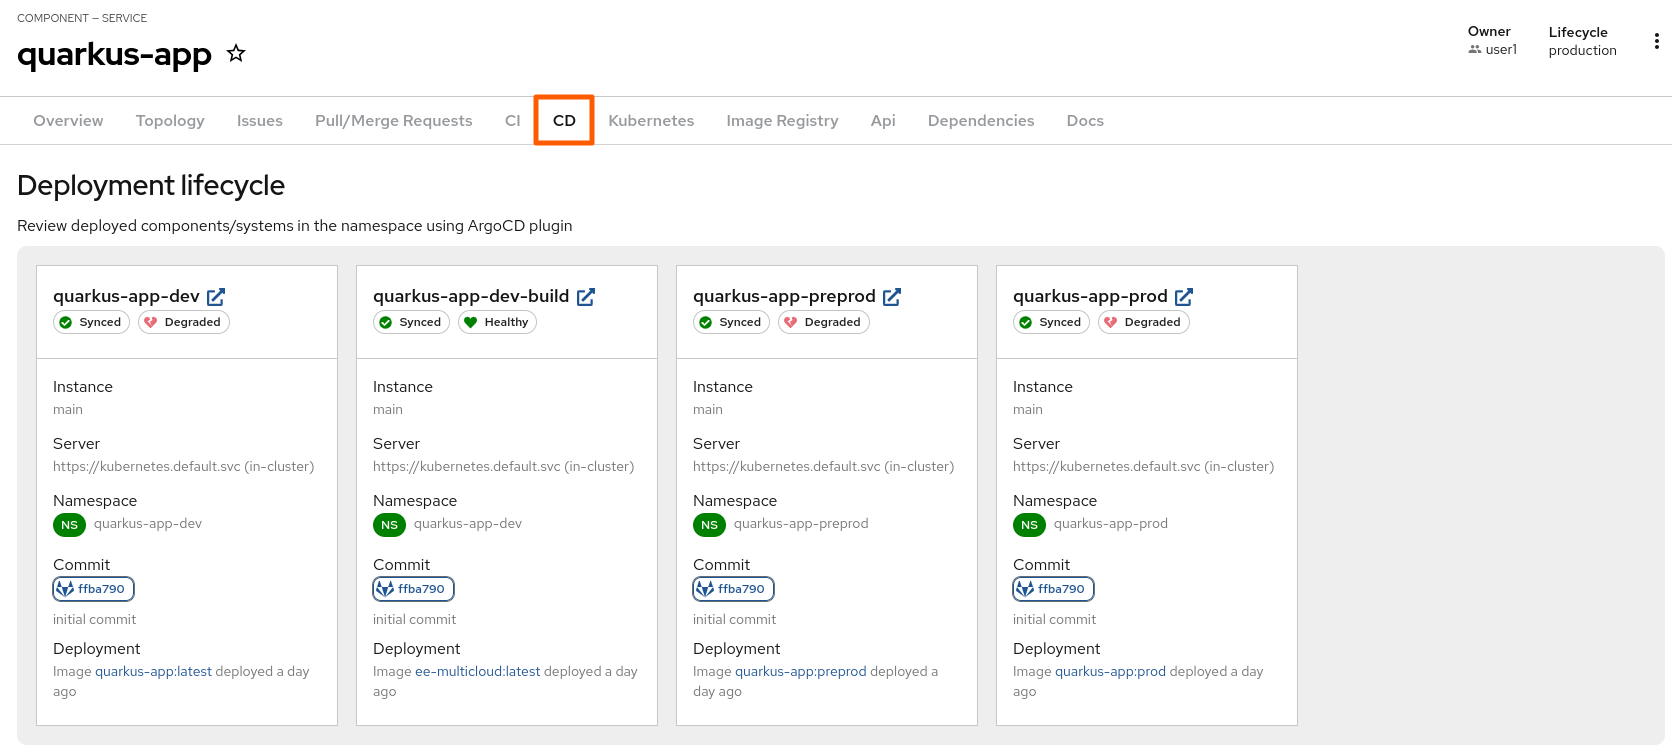 COMPONENT — SERVICE
quarkus-app
Owner
user1
Lifecycle
production
Overview Topology Issues Pull/Merge Requests CI CD Kubernetes Image Registry Api Dependencies Docs
Deployment lifecycle
Review deployed components/systems in the namespace using ArgoCD plugin
quarkus-app-dev
Synced Degraded
Instance
main
Server
https://kubernetes.default.svc (in-cluster)
Namespace
NS quarkus-app-dev
Commit
ffba790
initial commit
Deployment
Image quarkus-app:latest deployed a day
ago
quarkus-app-dev-build
Synced Healthy
Instance
main
Server
https://kubernetes.default.svc (in-cluster)
Namespace
NS quarkus-app-dev
Commit
ffba790
initial commit
Deployment
Image ee-multicloud:latest deployed a day
ago
quarkus-app-preprod
Synced Degraded
Instance
main
Server
https://kubernetes.default.svc (in-cluster)
Namespace
NS quarkus-app-preprod
Commit
ffba790
initial commit
Deployment
Image quarkus-app:preprod deployed a
day ago
quarkus-app-prod
Synced Degraded
Instance
main
Server
https://kubernetes.default.svc (in-cluster)
Namespace
NS quarkus-app-prod
Commit
ffba790
initial commit
Deployment
Image quarkus-app:prod deployed a day
ago